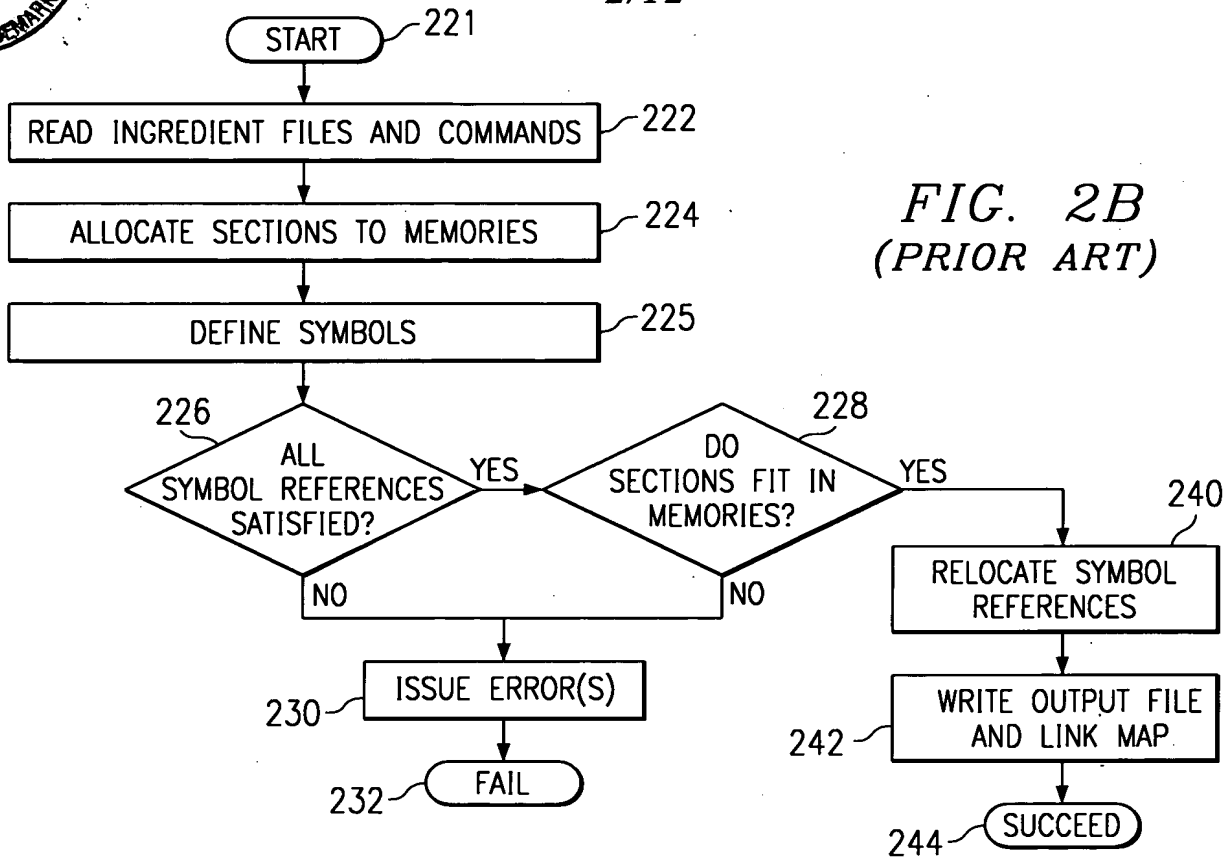 START
221
READ INGREDIENT FILES AND COMMANDS
222
ALLOCATE SECTIONS TO MEMORIES
224
FIG. 2B
(PRIOR ART)
DEFINE SYMBOLS
225
226
ALL
SYMBOL REFERENCES
SATISFIED?
YES
NO
228
DO
SECTIONS FIT IN
MEMORIES?
YES
NO
240
RELOCATE SYMBOL
REFERENCES
ISSUE ERROR(S)
230
WRITE OUTPUT FILE
AND LINK MAP
242
FAIL
232
SUCCEED
244